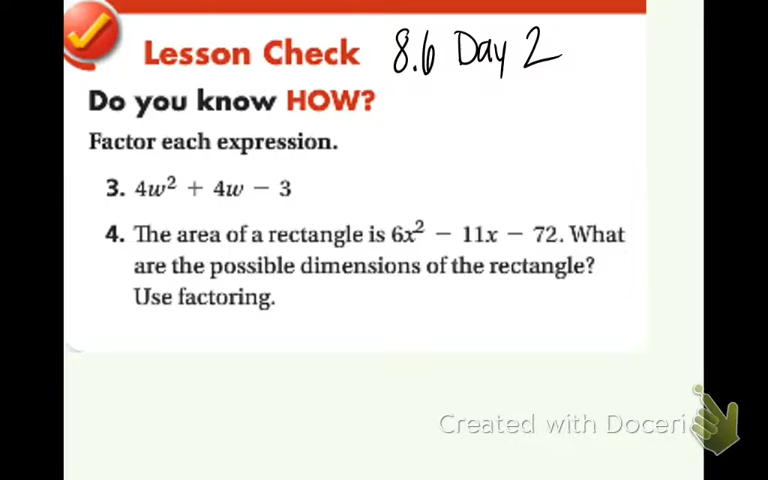 Lesson Check 8.6 Day 2
Do you know HOW?
Factor each expression.
3. 4w² + 4w − 3
4. The area of a rectangle is 6x² − 11x − 72. What
are the possible dimensions of the rectangle?
Use factoring.
Created with Doceri